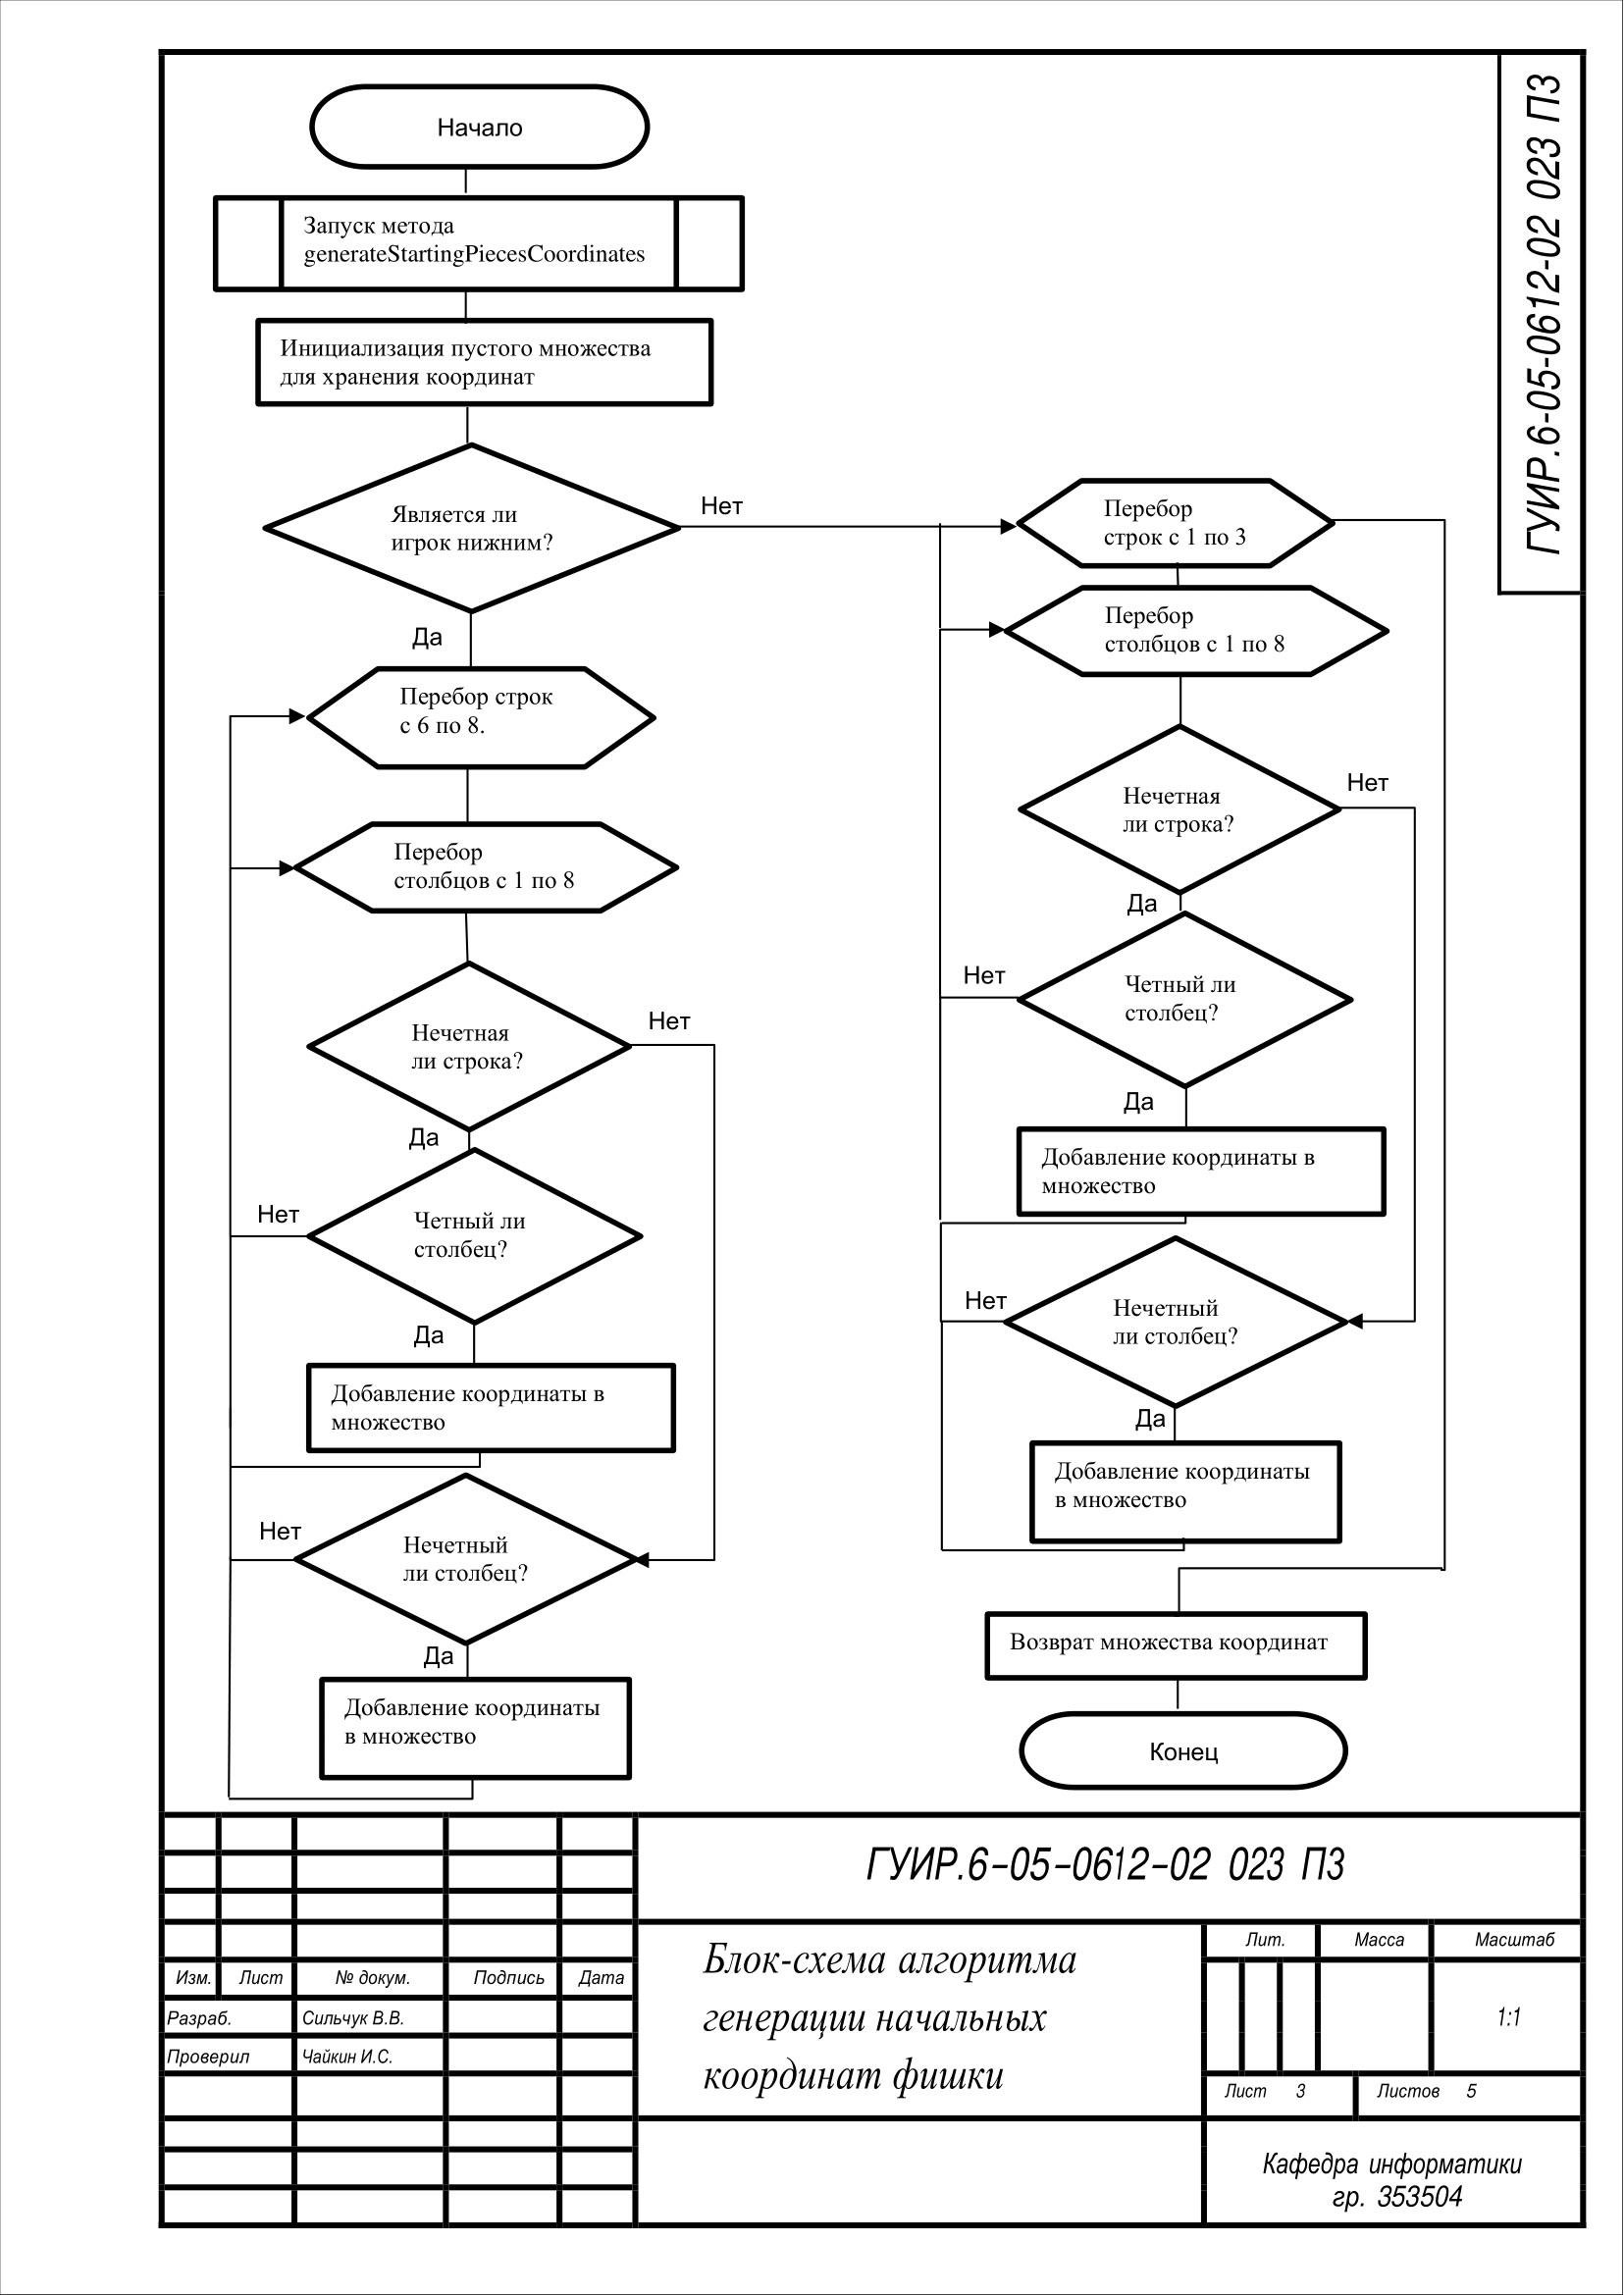 ГУИР.6-05-0612-02 023 ПЗ
Начало
Запуск метода
generateStartingPiecesCoordinates
Инициализация пустого множества
для хранения координат
Является ли
игрок нижним?
Нет
Да
Перебор строк
с 6 по 8.
Перебор
столбцов с 1 по 8
Нечетная
ли строка?
Нет
Да
Четный ли
столбец?
Нет
Да
Добавление координаты в
множество
Нечетный
ли столбец?
Нет
Да
Добавление координаты
в множество
Перебор
строк с 1 по 3
Перебор
столбцов с 1 по 8
Нечетная
ли строка?
Нет
Да
Четный ли
столбец?
Нет
Да
Добавление координаты в
множество
Нечетный
ли столбец?
Нет
Да
Добавление координаты
в множество
Возврат множества координат
Конец
ГУИР.6-05-0612-02 023 ПЗ
Изм. Лист № докум. Подпись Дата
Разраб. Сильчук В.В.
Проверил Чайкин И.С.
Блок-схема алгоритма
генерации начальных
координат фишки
Лит. Масса Масштаб
1:1
Лист 3 Листов 5
Кафедра информатики
гр. 353504